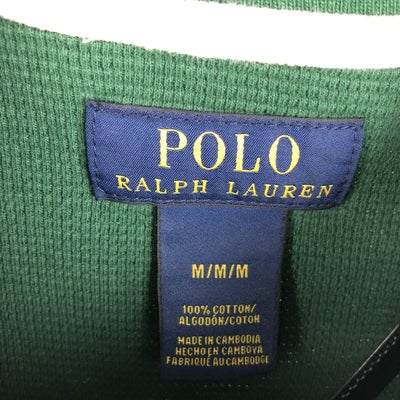 POLO
RALPH LAUREN
M/M/M
100% COTTON/
ALGODÓN/COTON
MADE IN CAMBODIA
HECHO EN CAMBOYA
FABRIQUÉ AU CAMBODGE